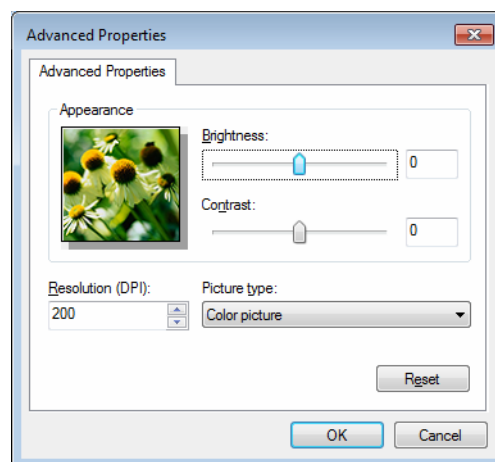 Advanced Properties
Advanced Properties
Appearance
Brightness:
0
Contrast:
0
Resolution (DPI):
200
Picture type:
Color picture
Reset
OK
Cancel